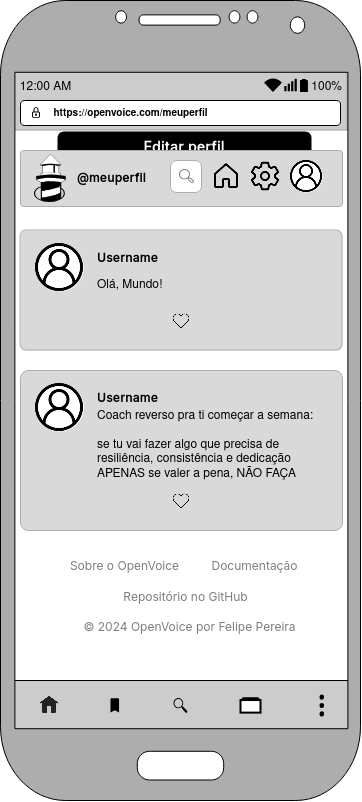 12:00 AM 100%
https://openvoice.com/meuperfil
Editar perfil
@meuperfil
Username
Olá, Mundo!
Username
Coach reverso pra ti começar a semana:
se tu vai fazer algo que precisa de
resiliência, consistência e dedicação
APENAS se valer a pena, NÃO FAÇA
Sobre o OpenVoice Documentação
Repositório no GitHub
© 2024 OpenVoice por Felipe Pereira